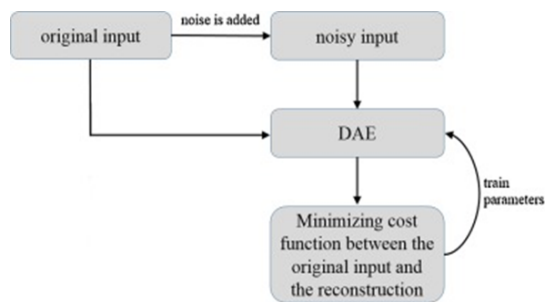 noise is added
original input
noisy input
DAE
train
parameters
Minimizing cost
function between the
original input and
the reconstruction